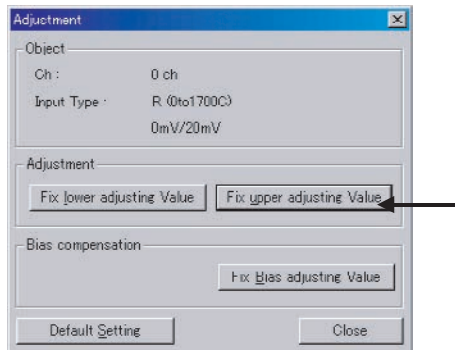 Adjustment
Object
Ch : 0 ch
Input Type : R (0to1700C)
0mV/20mV
Adjustment
Fix lower adjusting Value Fix upper adjusting Value
Bias compensation
Fix Bias adjusting Value
Default Setting Close